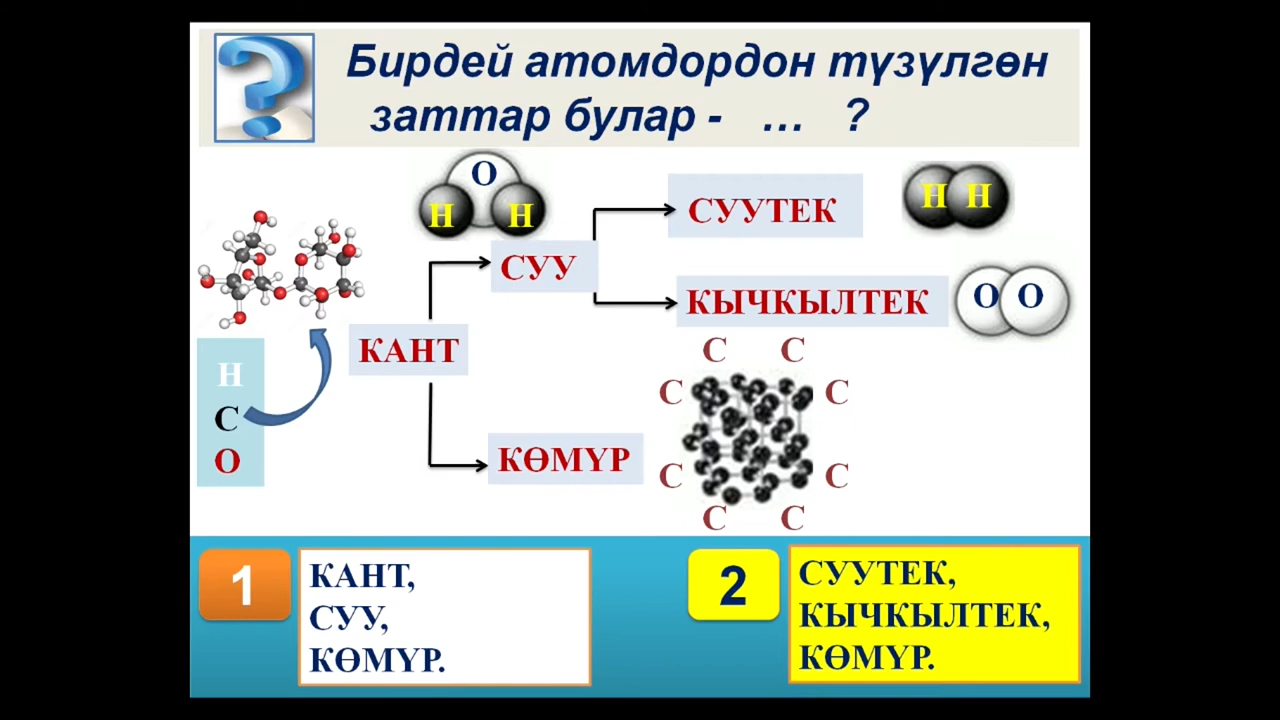 Бирдей атомдордон түзүлгөн
заттар булар - … ?
О
Н Н
СУУТЕК
Н Н
СУУ
КЫЧКЫЛТЕК
О О
КАНТ
Н
С
О
КӨМҮР
С С
С С
С С
С С
1
КАНТ,
СУУ,
КӨМҮР.
2
СУУТЕК,
КЫЧКЫЛТЕК,
КӨМҮР.